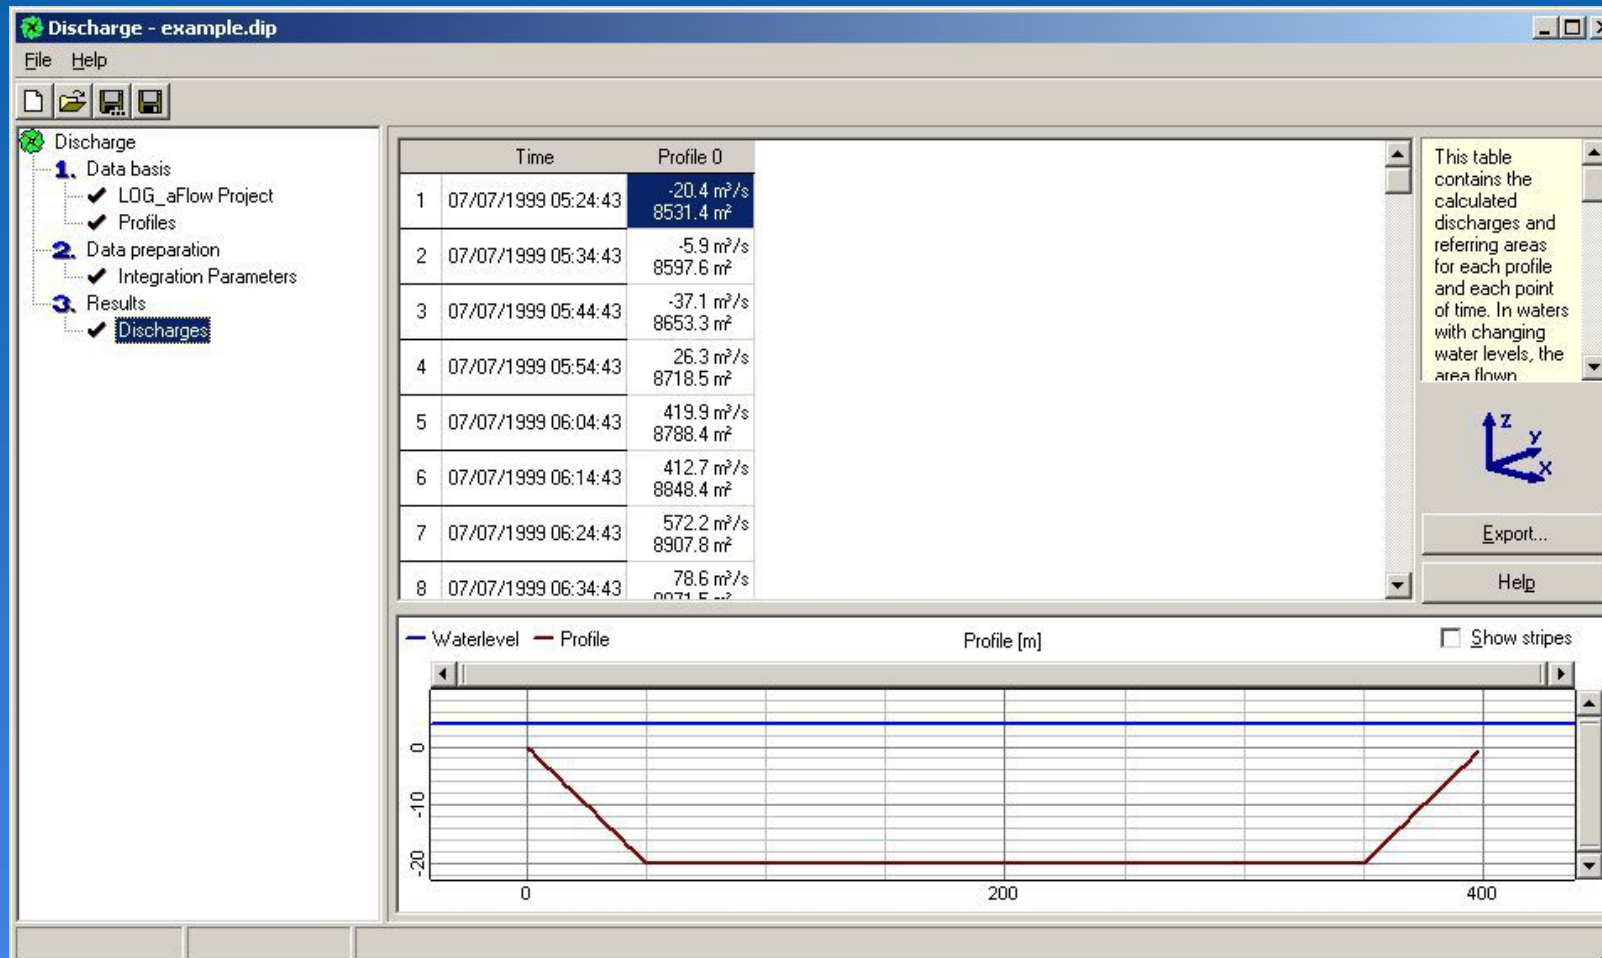 Discharge - example.dip
File Help
Discharge
1. Data basis
LOG_aFlow Project
Profiles
2. Data preparation
Integration Parameters
3. Results
Discharges
Time Profile 0
1 07/07/1999 05:24:43 -20.4 m³/s
8531.4 m²
2 07/07/1999 05:34:43 -5.9 m³/s
8597.6 m²
3 07/07/1999 05:44:43 -37.1 m³/s
8653.3 m²
4 07/07/1999 05:54:43 26.3 m³/s
8718.5 m²
5 07/07/1999 06:04:43 419.9 m³/s
8788.4 m²
6 07/07/1999 06:14:43 412.7 m³/s
8848.4 m²
7 07/07/1999 06:24:43 572.2 m³/s
8907.8 m²
8 07/07/1999 06:34:43 78.6 m³/s
This table
contains the
calculated
discharges and
referring areas
for each profile
and each point
of time. In waters
with changing
water levels, the
area flown
Z
Y
X
Export...
Help
Waterlevel Profile
Profile [m]
Show stripes
0
-10
-20
0 200 400